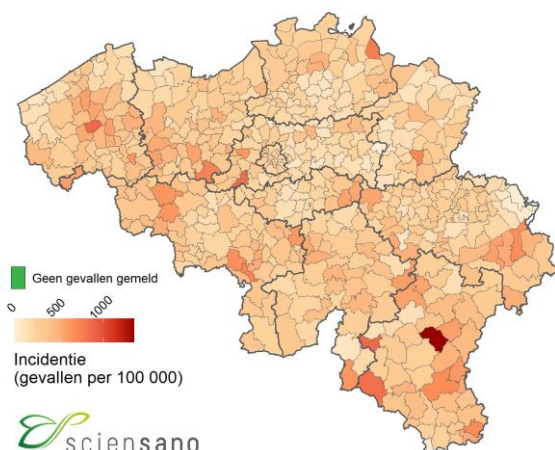 Geen gevallen gemeld
0
500
1000
Incidentie
(gevallen per 100 000)
sciensano